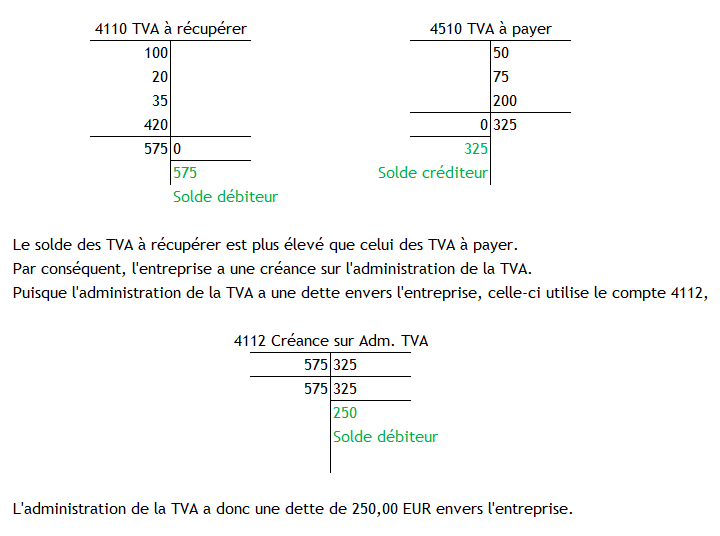 4110 TVA à récupérer 4510 TVA à payer
100 50
20 75
35 200
420 0 325
575 0 325
575 Solde créditeur
Solde débiteur
Le solde des TVA à récupérer est plus élevé que celui des TVA à payer.
Par conséquent, l'entreprise a une créance sur l'administration de la TVA.
Puisque l'administration de la TVA a une dette envers l'entreprise, celle-ci utilise le compte 4112,
4112 Créance sur Adm. TVA
575 325
575 325
250
Solde débiteur
L'administration de la TVA a donc une dette de 250,00 EUR envers l'entreprise.